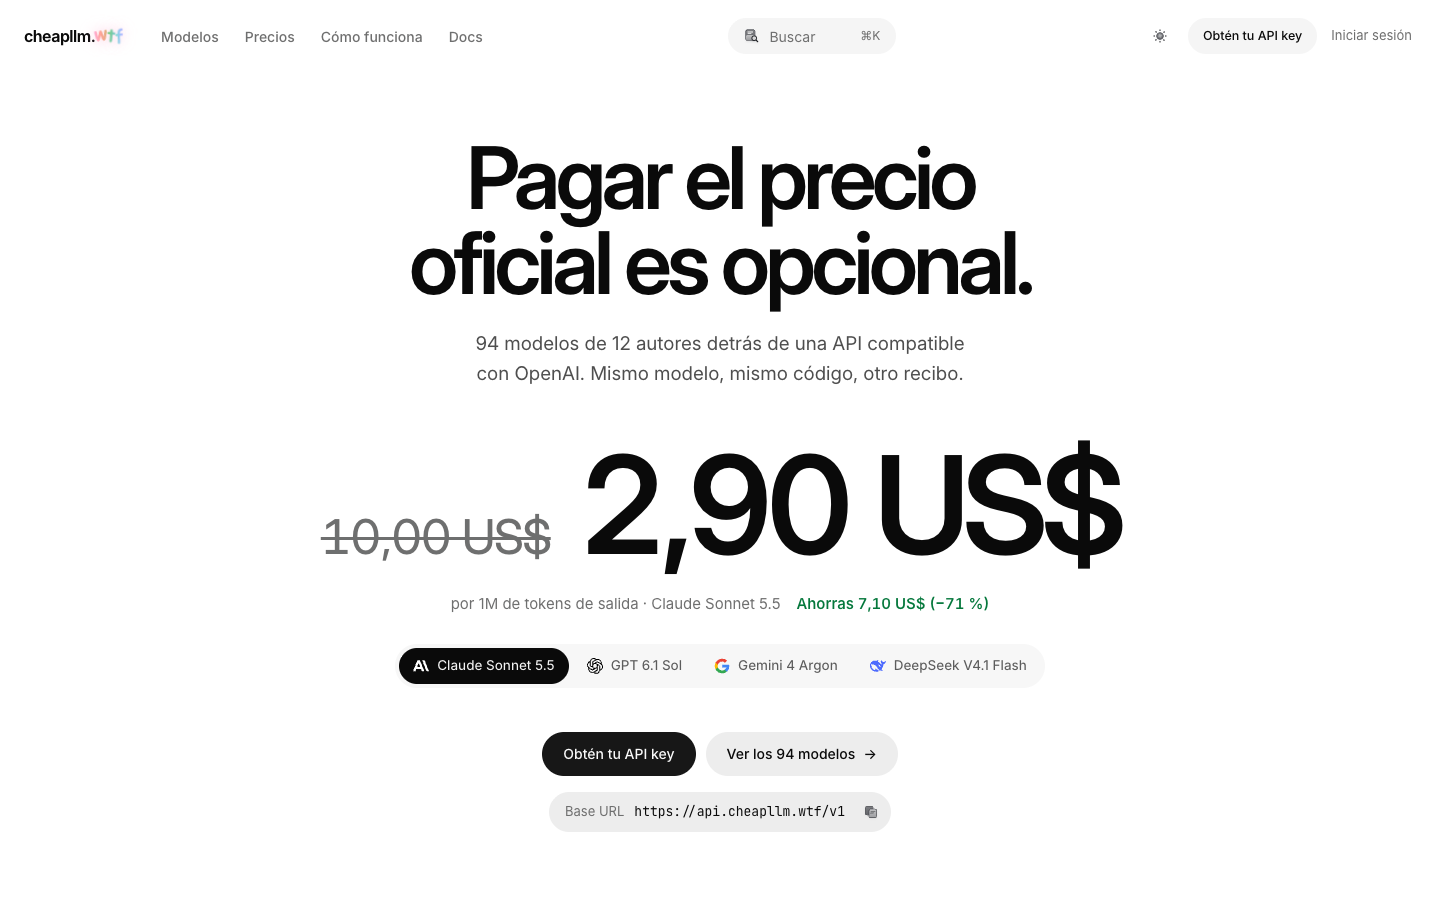 cheapllm.wtf
Modelos
Precios
Cómo funciona
Docs
Buscar
⌘K
Obtén tu API key
Iniciar sesión
Pagar el precio
oficial es opcional.
94 modelos de 12 autores detrás de una API compatible
con OpenAI. Mismo modelo, mismo código, otro recibo.
10,00 US$
2,90 US$
por 1M de tokens de salida · Claude Sonnet 5.5
Ahorras 7,10 US$ (−71 %)
Claude Sonnet 5.5
GPT 6.1 Sol
Gemini 4 Argon
DeepSeek V4.1 Flash
Obtén tu API key
Ver los 94 modelos →
Base URL https://api.cheapllm.wtf/v1